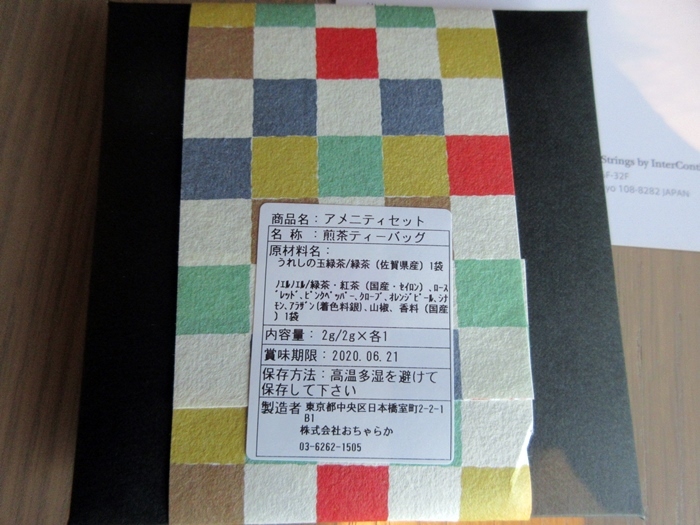 Strings by InterCont
F-32F
yo 108-8282 JAPAN
商品名：アメニティセット
名 称：煎茶ティーバッグ
原材料名：
うれしの玉緑茶/緑茶（佐賀県産）1袋
ﾉｴﾙﾉｴﾙ/緑茶・紅茶（国産・ｾｲﾛﾝ）､ﾛｰｽ
ﾞﾚｯﾄﾞ､ﾋﾟﾝｸﾍﾟｯﾊﾟｰ､ｸﾛｰﾌﾞ､ｵﾚﾝｼﾞﾋﾟｰﾙ､ｼﾅ
ﾓﾝ､ｱﾗｻﾞﾝ(着色料銀)､山椒、香料（国産
）1袋
内容量：2g/2g×各1
賞味期限：2020.06.21
保存方法：高温多湿を避けて
保存して下さい
製造者 東京都中央区日本橋室町2-2-1
B1
株式会社おちゃらか
03-6262-1505